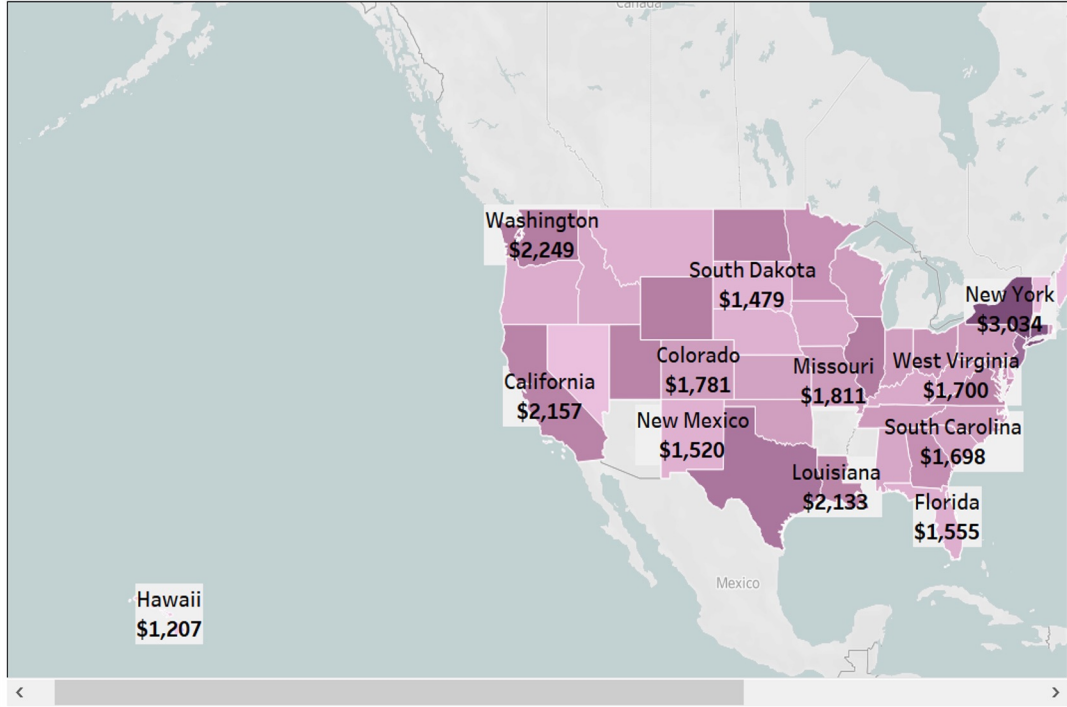 Canada
Washington
$2,249
South Dakota
$1,479
New York
$3,034
Colorado
$1,781
Missouri
$1,811
West Virginia
$1,700
California
$2,157
New Mexico
$1,520
South Carolina
$1,698
Louisiana
$2,133
Florida
$1,555
Mexico
Hawaii
$1,207